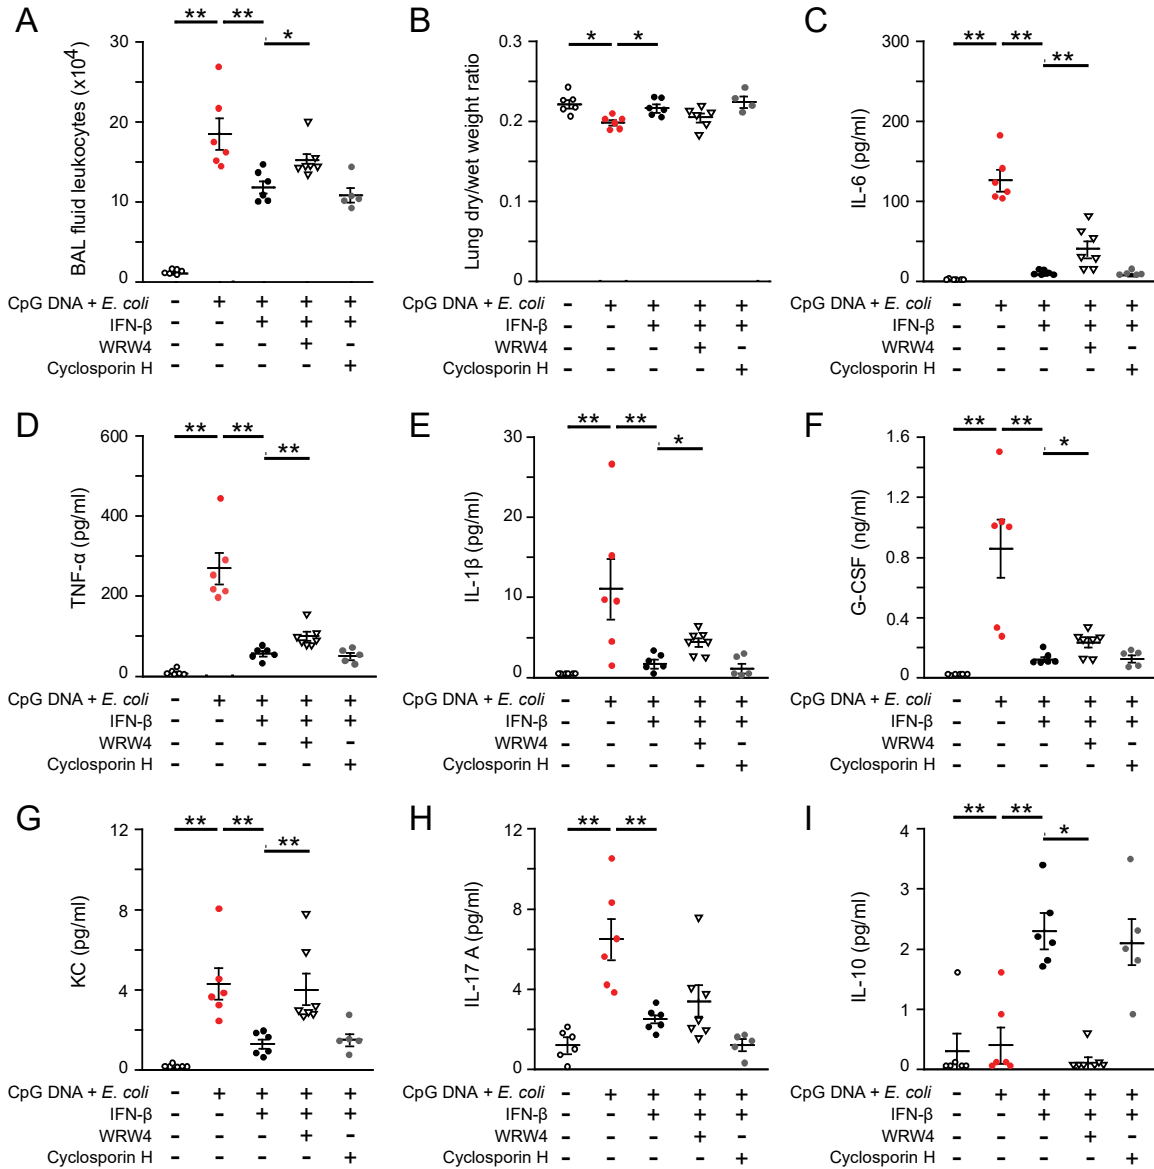 A
** ** *
BAL fluid leukocytes (x10⁴)
30
20
10
0
CpG DNA + E. coli - + + + +
IFN-β - - + + +
WRW4 - - - + -
Cyclosporin H - - - - +
B
* *
Lung dry/wet weight ratio
0.3
0.2
0.1
0
- + + + +
- - + + +
- - - + -
- - - - +
C
** ** **
IL-6 (pg/ml)
300
200
100
0
CpG DNA + E. coli - + + + +
IFN-β - - + + +
WRW4 - - - + -
Cyclosporin H - - - - +
D
** ** **
TNF-α (pg/ml)
600
400
200
0
CpG DNA + E. coli - + + + +
IFN-β - - + + +
WRW4 - - - + -
Cyclosporin H - - - - +
E
** ** *
IL-1β (pg/ml)
30
20
10
0
CpG DNA + E. coli - + + + +
IFN-β - - + + +
WRW4 - - - + -
Cyclosporin H - - - - +
F
** ** *
G-CSF (ng/ml)
1.6
1.2
0.8
0.4
0
CpG DNA + E. coli - + + + +
IFN-β - - + + +
WRW4 - - - + -
Cyclosporin H - - - - +
G
** ** **
KC (pg/ml)
12
8
4
0
CpG DNA + E. coli - + + + +
IFN-β - - + + +
WRW4 - - - + -
Cyclosporin H - - - - +
H
** **
IL-17 A (pg/ml)
12
8
4
0
CpG DNA + E. coli - + + + +
IFN-β - - + + +
WRW4 - - - + -
Cyclosporin H - - - - +
I
** ** *
IL-10 (pg/ml)
4
3
2
1
0
CpG DNA + E. coli - + + + +
IFN-β - - + + +
WRW4 - - - + -
Cyclosporin H - - - - +